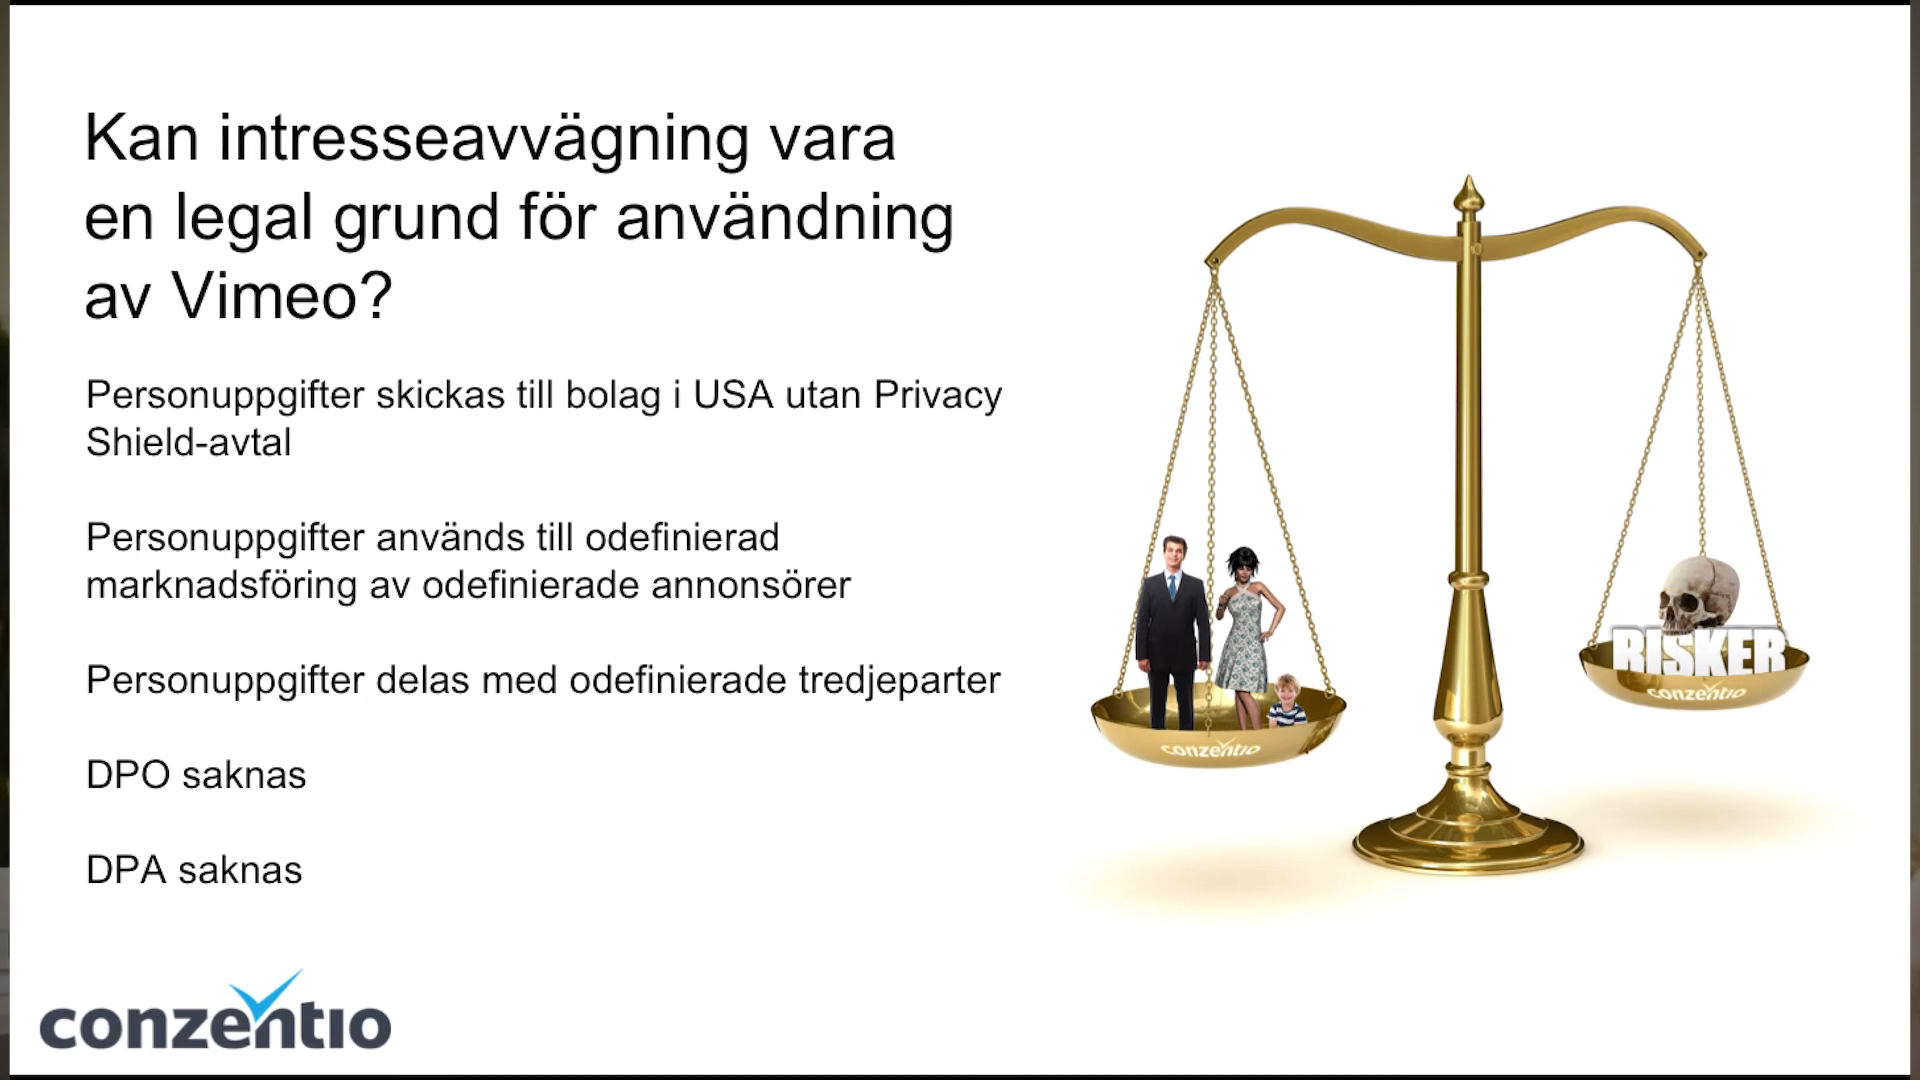 Kan intresseavvägning vara
en legal grund för användning
av Vimeo?
Personuppgifter skickas till bolag i USA utan Privacy
Shield-avtal
Personuppgifter används till odefinierad
marknadsföring av odefinierade annonsörer
Personuppgifter delas med odefinierade tredjeparter
DPO saknas
DPA saknas
RISKER
conzentio
conzentio
conzentio